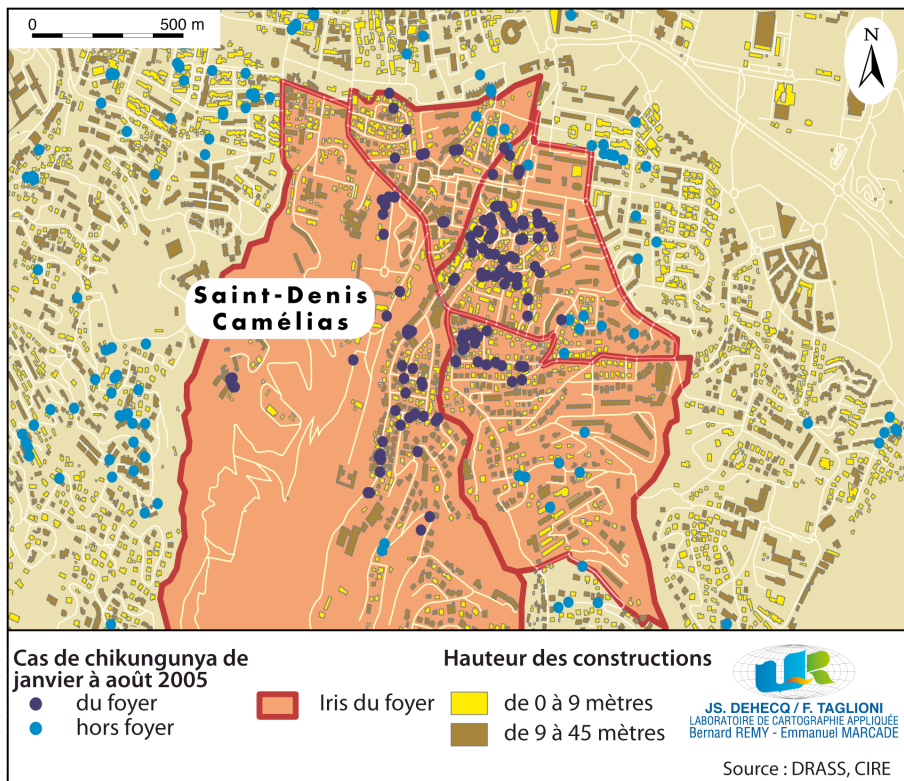 0 500 m
N
Saint-Denis
Camélias
Cas de chikungunya de
janvier à août 2005
du foyer
hors foyer
Iris du foyer
Hauteur des constructions
de 0 à 9 mètres
de 9 à 45 mètres
UR
JS. DEHECQ / F. TAGLIONI
LABORATOIRE DE CARTOGRAPHIE APPLIQUÉE
Bernard REMY - Emmanuel MARCADE
Source : DRASS, CIRE